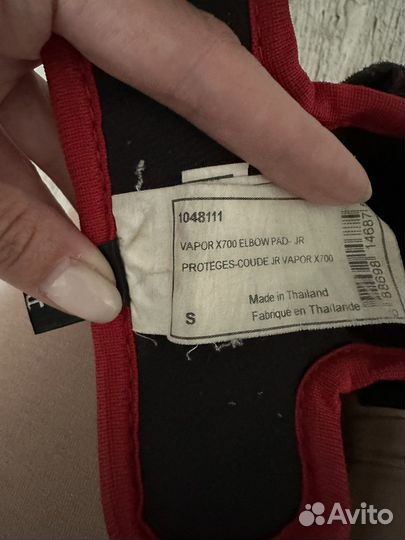 1048111
VAPOR X700 ELBOW PAD- JR
PROTEGES-COUDE JR VAPOR X700
Made in Thailand
S
Fabriqué en Thaïlande
Avito